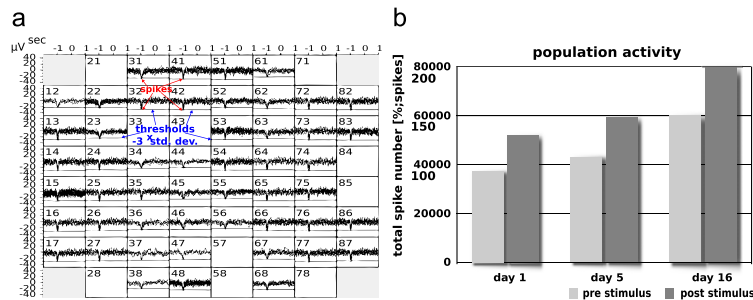 a
b
µV sec
-1 0 1 -1 0 1 -1 0 1 -1 0 1 -1 0 1 -1 0 1 -1 0 1 -1 0 1
40
20
0
-20
-40
21 31 41 51 61 71
spikes
12 22 32 42 52 62 72 82
13 23 33 43 53 63 73 83
thresholds
-3 x std. dev.
14 24 34 44 54 64 74 84
15 25 35 45 55 65 75 85
16 26 36 46 56 66 76 86
17 27 37 47 57 67 77 87
28 38 48 58 68 78
population activity
total spike number [%;spikes]
80000
200
60000
150
40000
100
20000
0
day 1 day 5 day 16
pre stimulus post stimulus